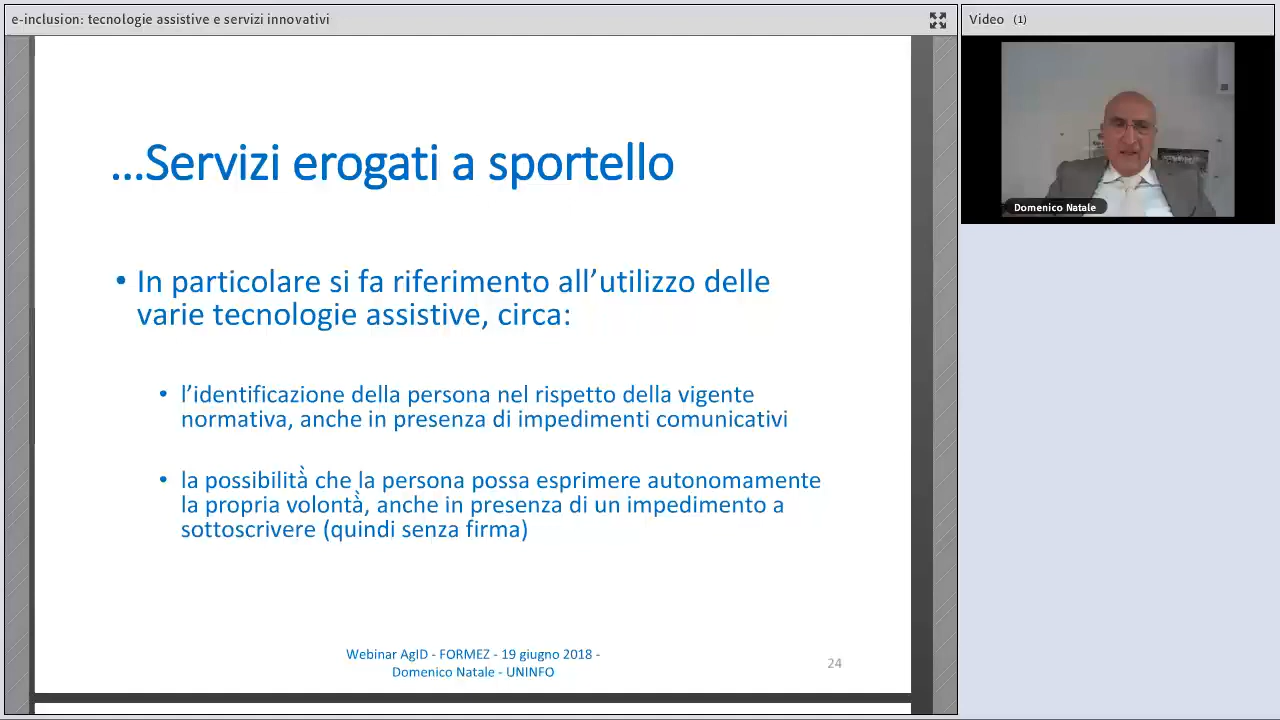 e-inclusion: tecnologie assistive e servizi innovativi
Video (1)
Domenico Natale
...Servizi erogati a sportello
• In particolare si fa riferimento all’utilizzo delle
varie tecnologie assistive, circa:
• l’identificazione della persona nel rispetto della vigente
normativa, anche in presenza di impedimenti comunicativi
• la possibilità̀ che la persona possa esprimere autonomamente
la propria volontà̀, anche in presenza di un impedimento a
sottoscrivere (quindi senza firma)
Webinar AgID - FORMEZ - 19 giugno 2018 -
Domenico Natale - UNINFO
24